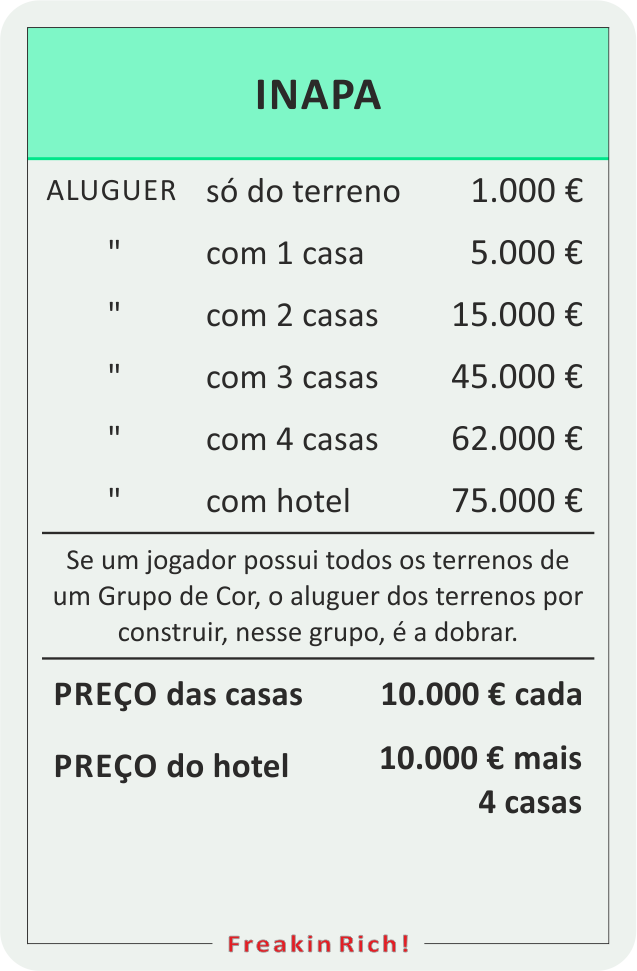 INAPA
ALUGUER só do terreno 1.000 €
" com 1 casa 5.000 €
" com 2 casas 15.000 €
" com 3 casas 45.000 €
" com 4 casas 62.000 €
" com hotel 75.000 €
Se um jogador possui todos os terrenos de
um Grupo de Cor, o aluguer dos terrenos por
construir, nesse grupo, é a dobrar.
PREÇO das casas 10.000 € cada
PREÇO do hotel 10.000 € mais
4 casas
Freakin Rich!